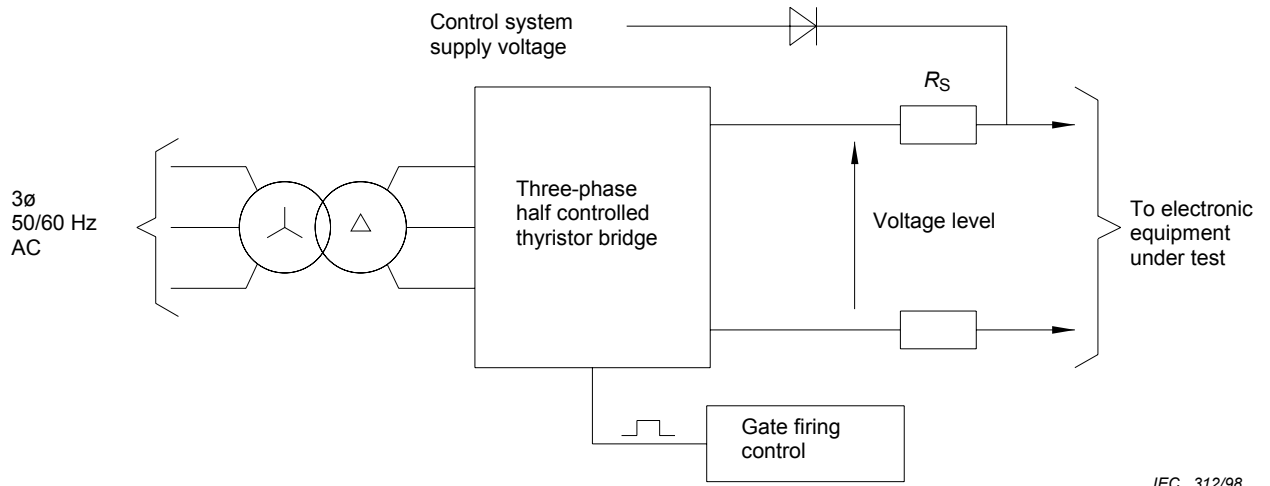 Control system
supply voltage
R_S
3ø
50/60 Hz
AC
Three-phase
half controlled
thyristor bridge
Voltage level
To electronic
equipment
under test
Gate firing
control
IEC 312/98